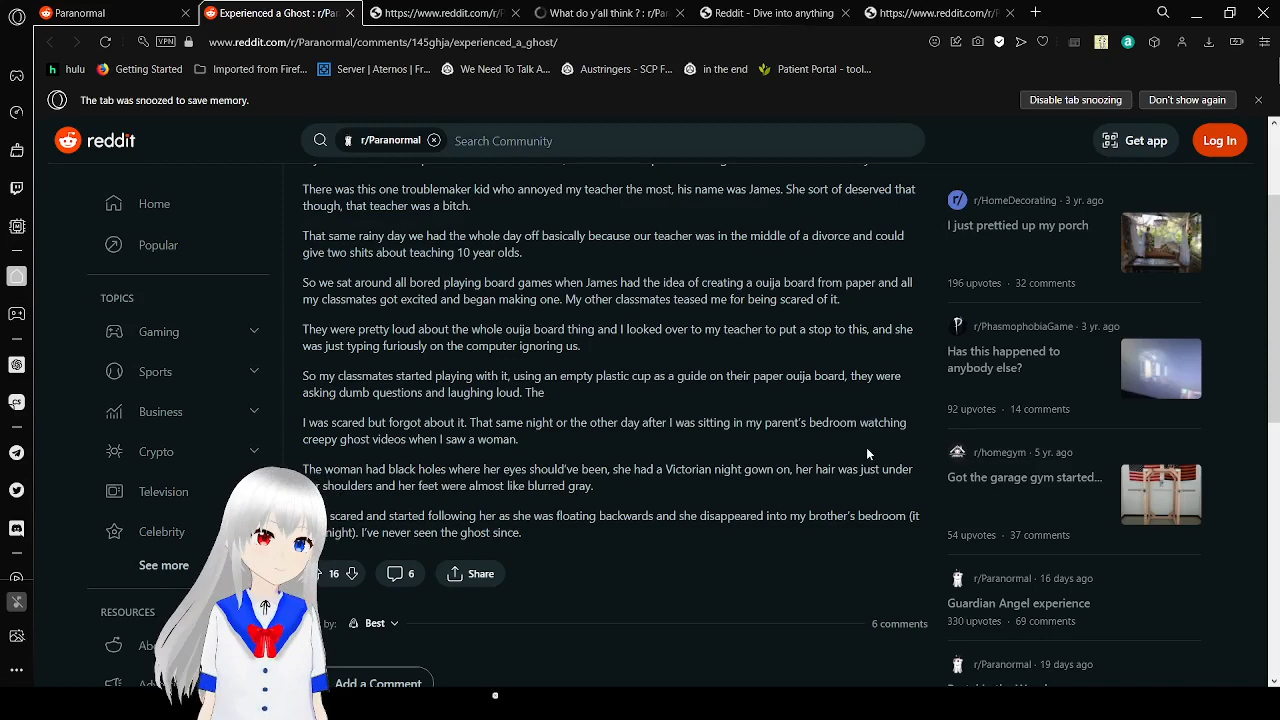 Paranormal
Experienced a Ghost : r/Par
https://www.reddit.com/r/P
What do y'all think ? : r/Par
Reddit - Dive into anything
https://www.reddit.com/r/P
VPN
www.reddit.com/r/Paranormal/comments/145ghja/experienced_a_ghost/
hulu
Getting Started
Imported from Firef...
Server | Aternos | Fr...
We Need To Talk A...
Austringers - SCP F...
in the end
Patient Portal - tool...
The tab was snoozed to save memory.
Disable tab snoozing
Don't show again
reddit
r/Paranormal
Search Community
Get app
Log In
Home
Popular
TOPICS
Gaming
Sports
Business
Crypto
Television
Celebrity
See more
RESOURCES
There was this one troublemaker kid who annoyed my teacher the most, his name was James. She sort of deserved that
though, that teacher was a bitch.
That same rainy day we had the whole day off basically because our teacher was in the middle of a divorce and could
give two shits about teaching 10 year olds.
So we sat around all bored playing board games when James had the idea of creating a ouija board from paper and all
my classmates got excited and began making one. My other classmates teased me for being scared of it.
They were pretty loud about the whole ouija board thing and I looked over to my teacher to put a stop to this, and she
was just typing furiously on the computer ignoring us.
So my classmates started playing with it, using an empty plastic cup as a guide on their paper ouija board, they were
asking dumb questions and laughing loud. The
I was scared but forgot about it. That same night or the other day after I was sitting in my parent's bedroom watching
creepy ghost videos when I saw a woman.
The woman had black holes where her eyes should've been, she had a Victorian night gown on, her hair was just under
shoulders and her feet were almost like blurred gray.
scared and started following her as she was floating backwards and she disappeared into my brother's bedroom (it
night). I've never seen the ghost since.
16
6
Share
by:
Best
6 comments
Add a Comment
r/HomeDecorating · 3 yr. ago
I just prettied up my porch
196 upvotes · 32 comments
r/PhasmophobiaGame · 3 yr. ago
Has this happened to
anybody else?
92 upvotes · 14 comments
r/homegym · 5 yr. ago
Got the garage gym started...
54 upvotes · 37 comments
r/Paranormal · 16 days ago
Guardian Angel experience
330 upvotes · 69 comments
r/Paranormal · 19 days ago